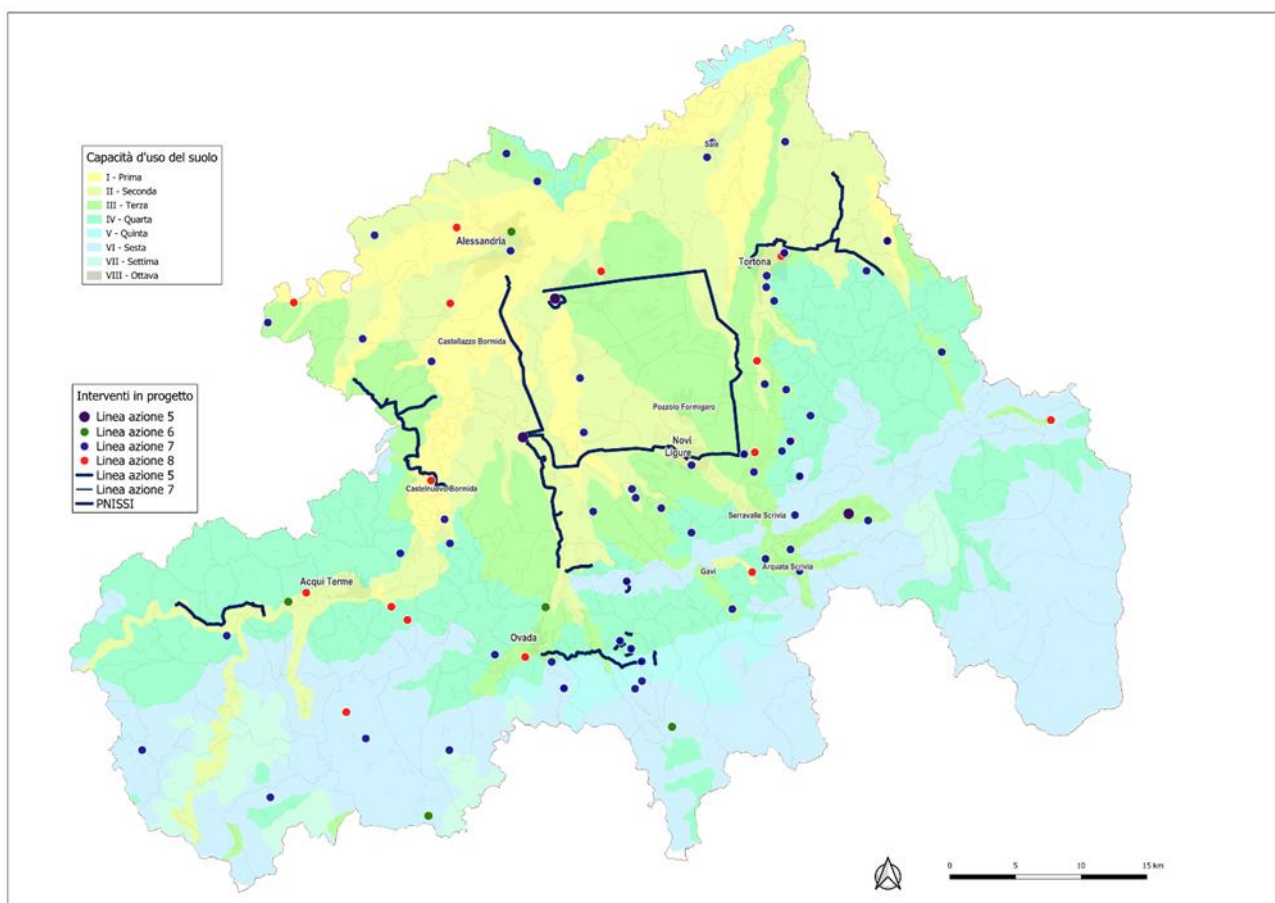 Capacità d'uso del suolo
I - Prima
II - Seconda
III - Terza
IV - Quarta
V - Quinta
VI - Sesta
VII - Settima
VIII - Ottava
Interventi in progetto
Linea azione 5
Linea azione 6
Linea azione 7
Linea azione 8
Linea azione 5
Linea azione 7
PNISSI
Sale
Alessandria
Tortona
Castellazzo Bormida
Pozzolo Formigaro
Novi
Ligure
Castelnuovo Bormida
Serravalle Scrivia
Gavi
Arquata Scrivia
Acqui Terme
Ovada
0 5 10 15 km